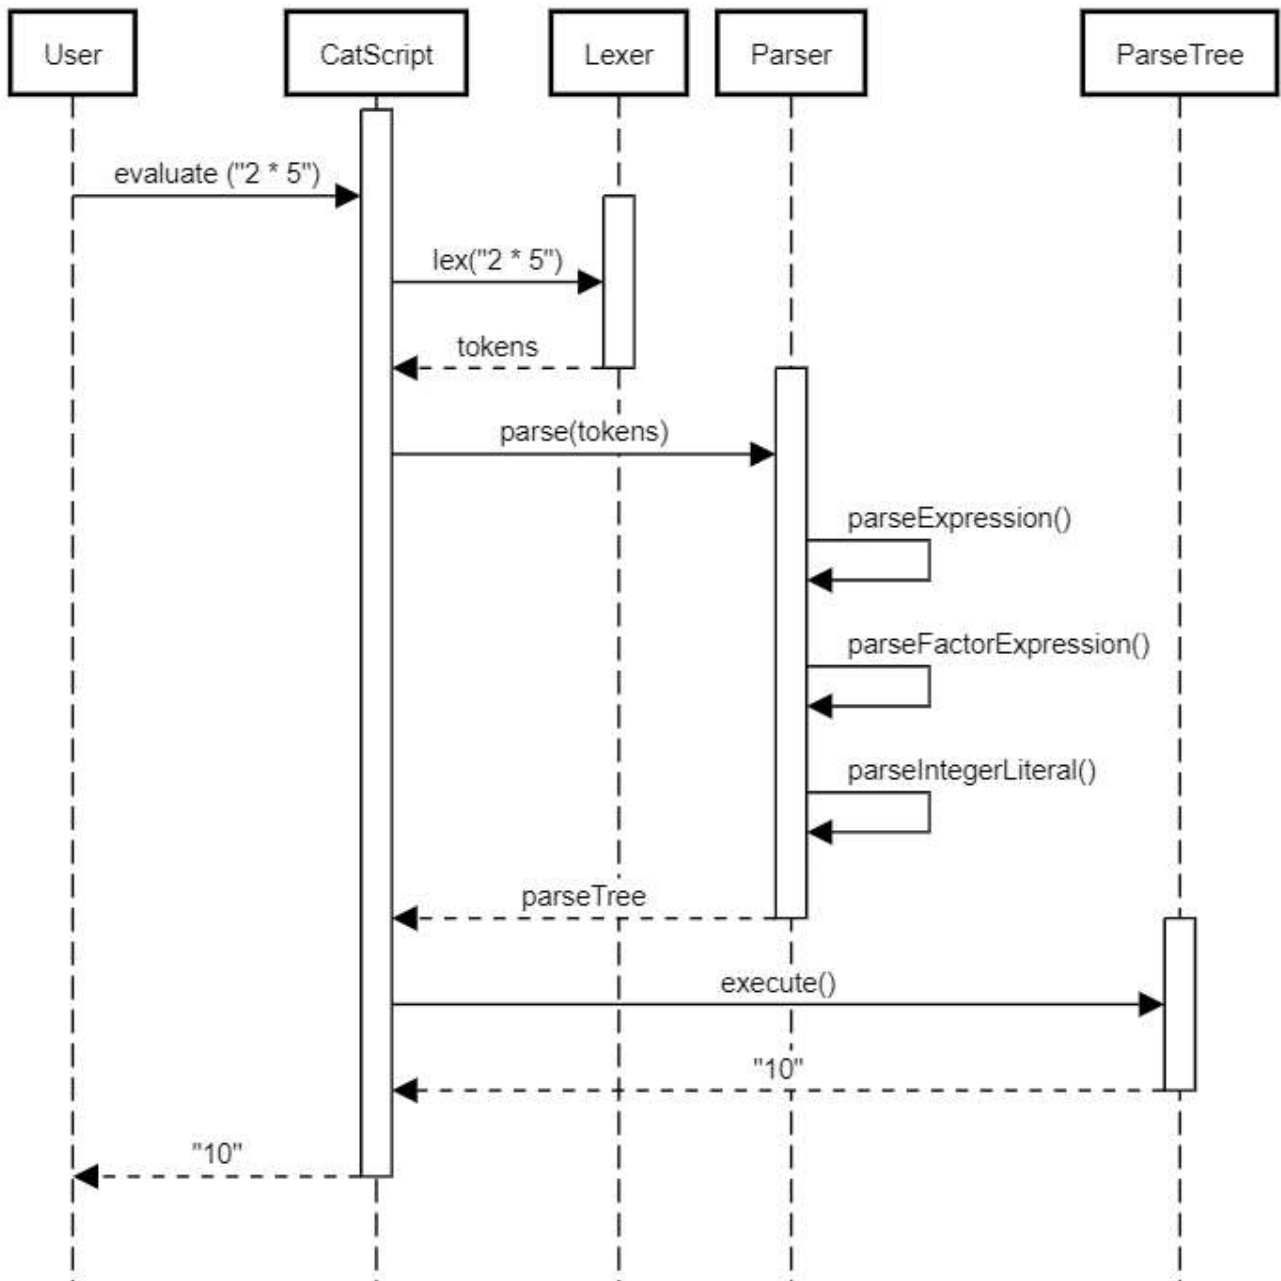 User
CatScript
Lexer
Parser
ParseTree
evaluate ("2 * 5")
lex("2 * 5")
tokens
parse(tokens)
parseExpression()
parseFactorExpression()
parseIntegerLiteral()
parseTree
execute()
"10"
"10"